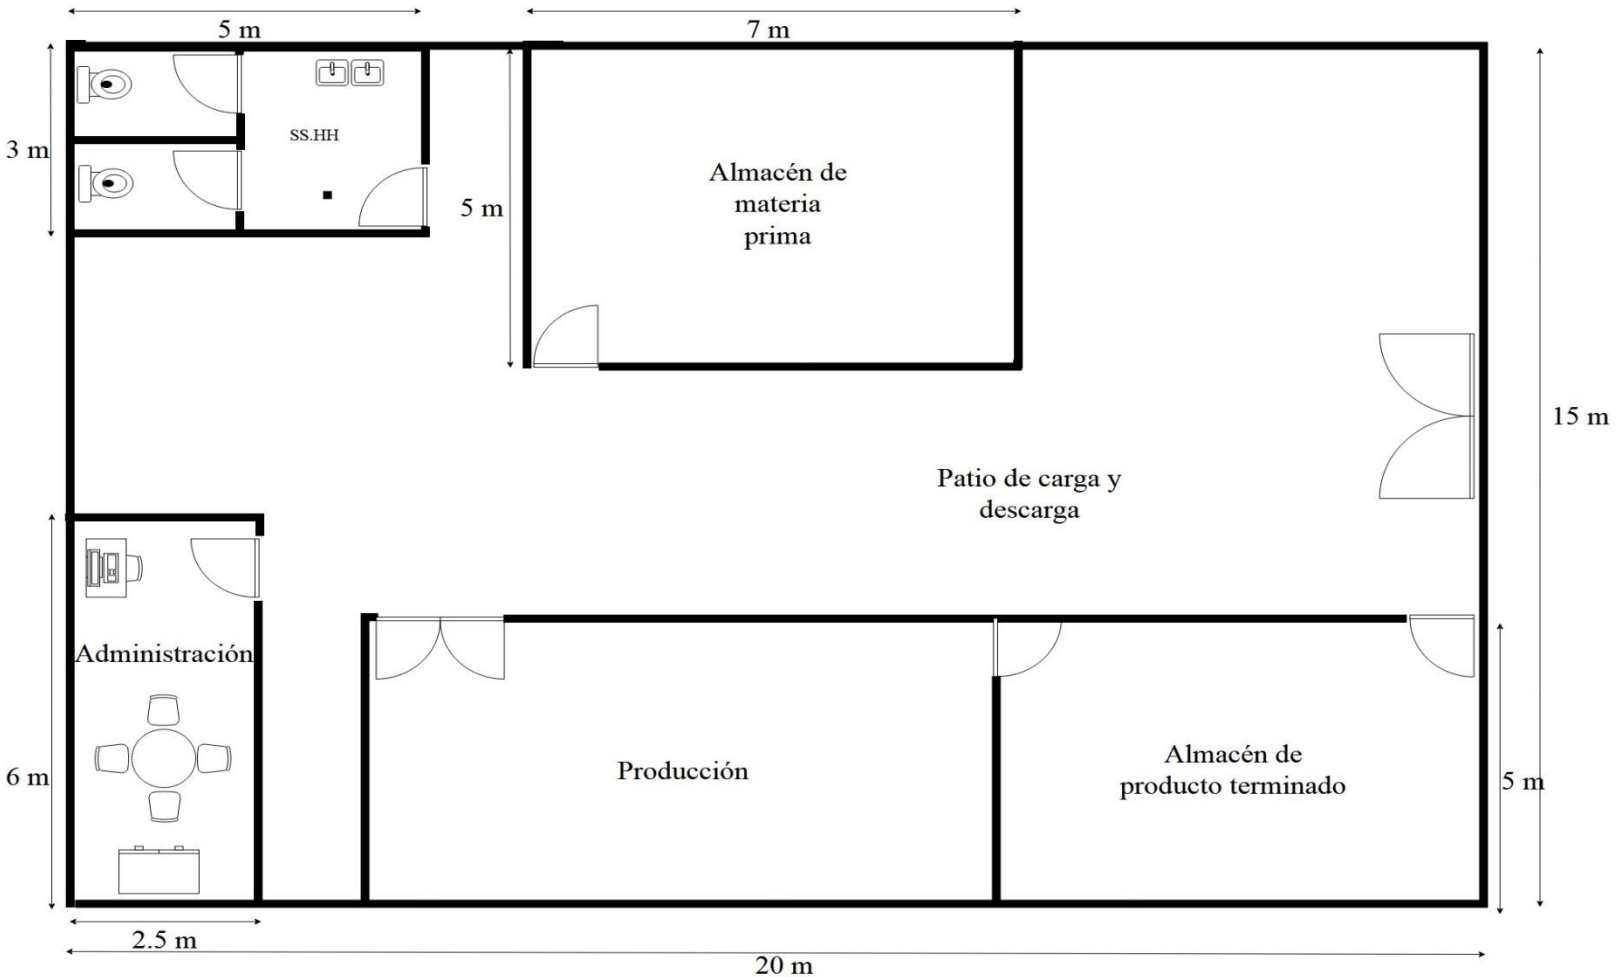 5 m
7 m
3 m
SS.HH
Almacén de
materia
prima
5 m
15 m
Patio de carga y
descarga
Administración
6 m
Producción
Almacén de
producto terminado
5 m
2.5 m
20 m